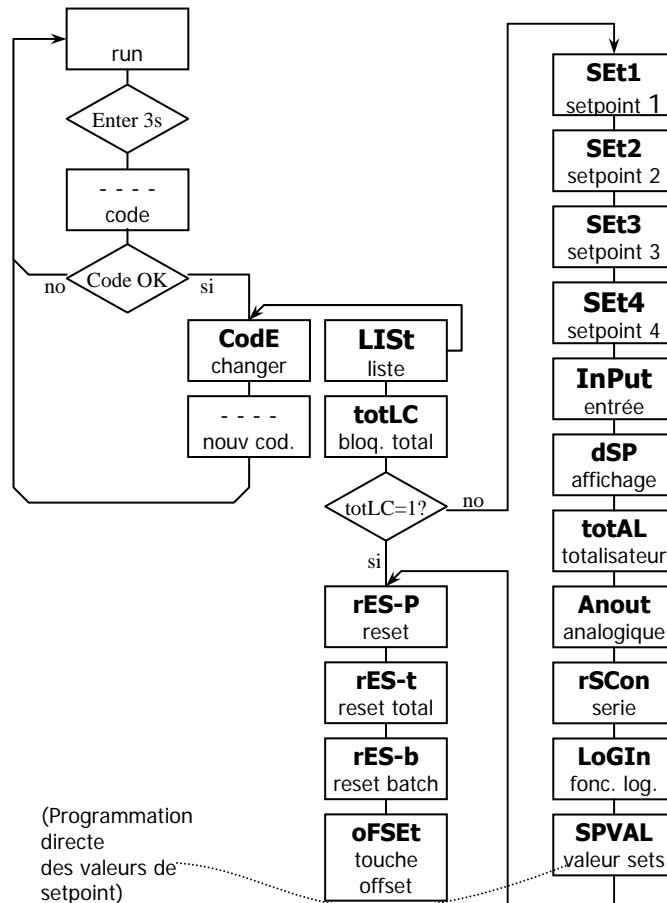 run
Enter 3s
- - - -
code
Code OK
no
si
CodE
changer
- - - -
nouv cod.
LISt
liste
totLC
bloq. total
totLC=1?
no
si
rES-P
reset
rES-t
reset total
rES-b
reset batch
oFSEt
touche
offset
(Programmation
directe
des valeurs de
setpoint)
SEt1
setpoint 1
SEt2
setpoint 2
SEt3
setpoint 3
SEt4
setpoint 4
InPut
entrée
dSP
affichage
totAL
totalisateur
Anout
analogique
rSCon
serie
LoGIn
fonc. log.
SPVAL
valeur sets